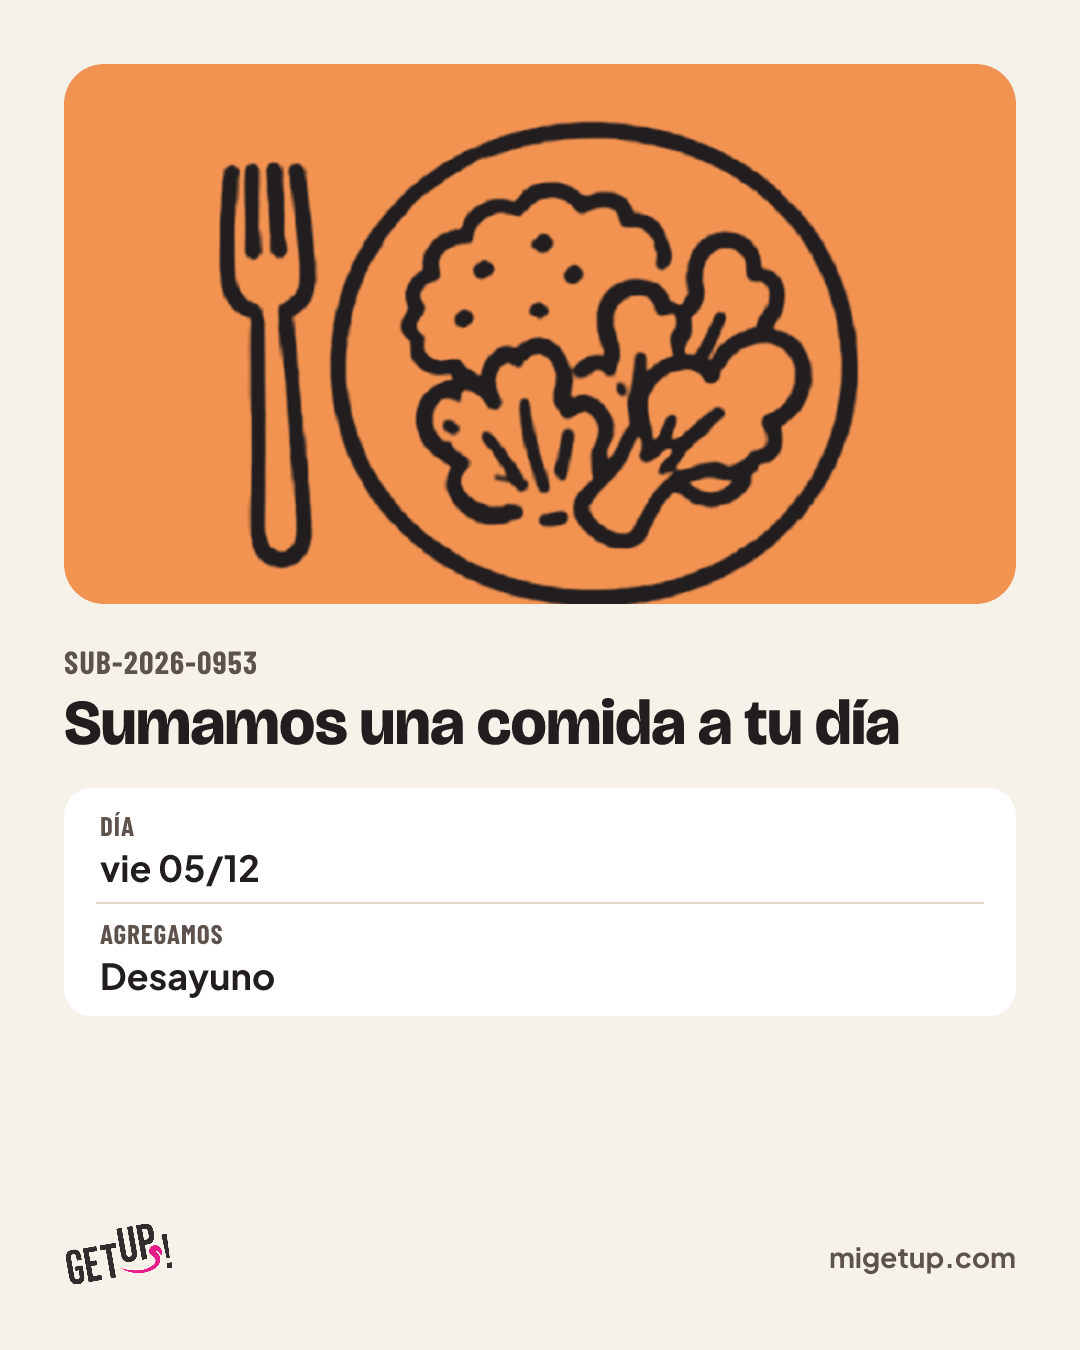 SUB-2026-0953
Sumamos una comida a tu día
DÍA
vie 05/12
AGREGAMOS
Desayuno
GETUP!
migetup.com